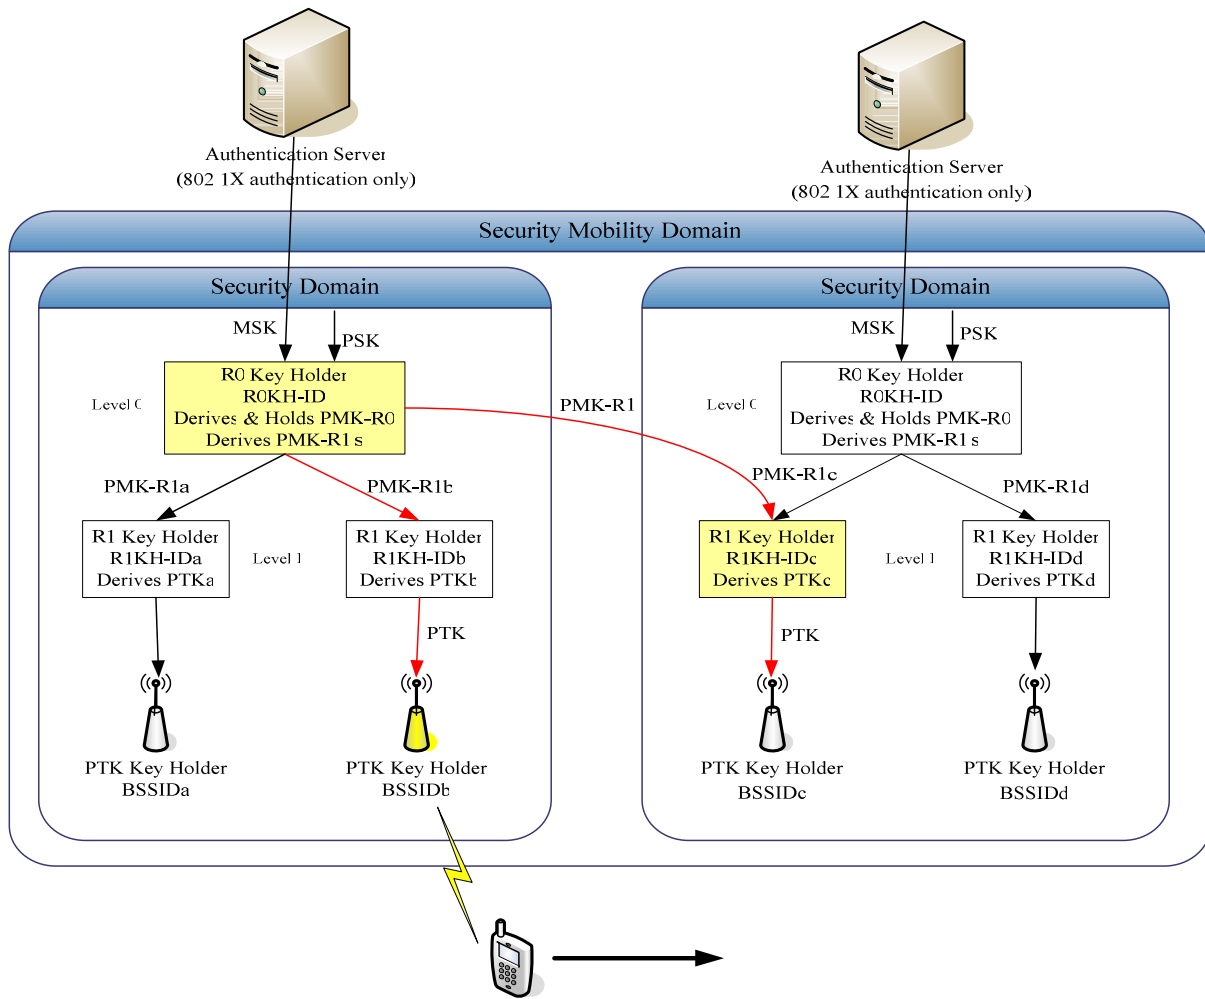 Authentication Server
(802 1X authentication only)
Authentication Server
(802 1X authentication only)
Security Mobility Domain
Security Domain
MSK
PSK
R0 Key Holder
R0KH-ID
Derives & Holds PMK-R0
Derives PMK-R1s
Level 0
PMK-R1a
PMK-R1b
R1 Key Holder
R1KH-IDa
Derives PTKa
Level 1
R1 Key Holder
R1KH-IDb
Derives PTKb
PTK
PTK Key Holder
BSSIDa
PTK Key Holder
BSSIDb
PMK-R1
Security Domain
MSK
PSK
R0 Key Holder
R0KH-ID
Derives & Holds PMK-R0
Derives PMK-R1s
Level 0
PMK-R1c
PMK-R1d
R1 Key Holder
R1KH-IDc
Derives PTKc
Level 1
R1 Key Holder
R1KH-IDd
Derives PTKd
PTK
PTK Key Holder
BSSIDc
PTK Key Holder
BSSIDd